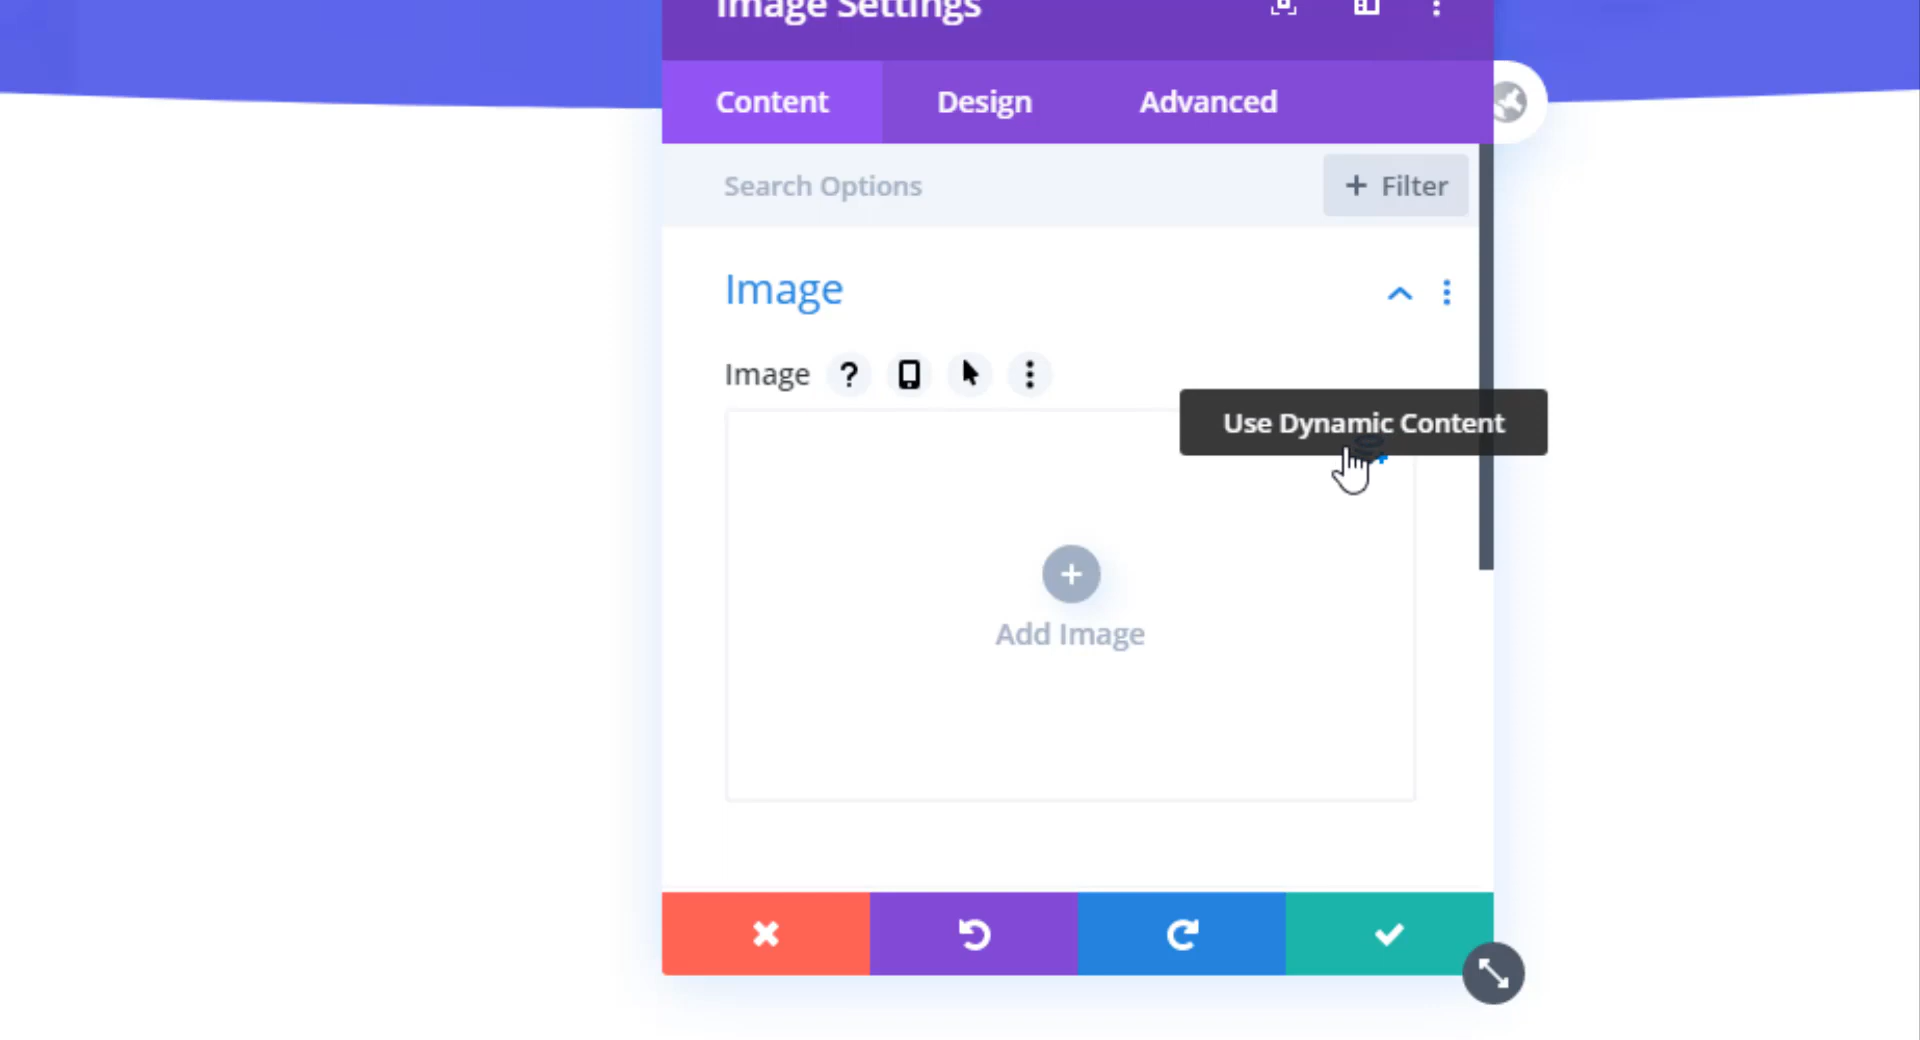 Image Settings
Content
Design
Advanced
Search Options
+ Filter
Image
Image ?
Use Dynamic Content
Add Image